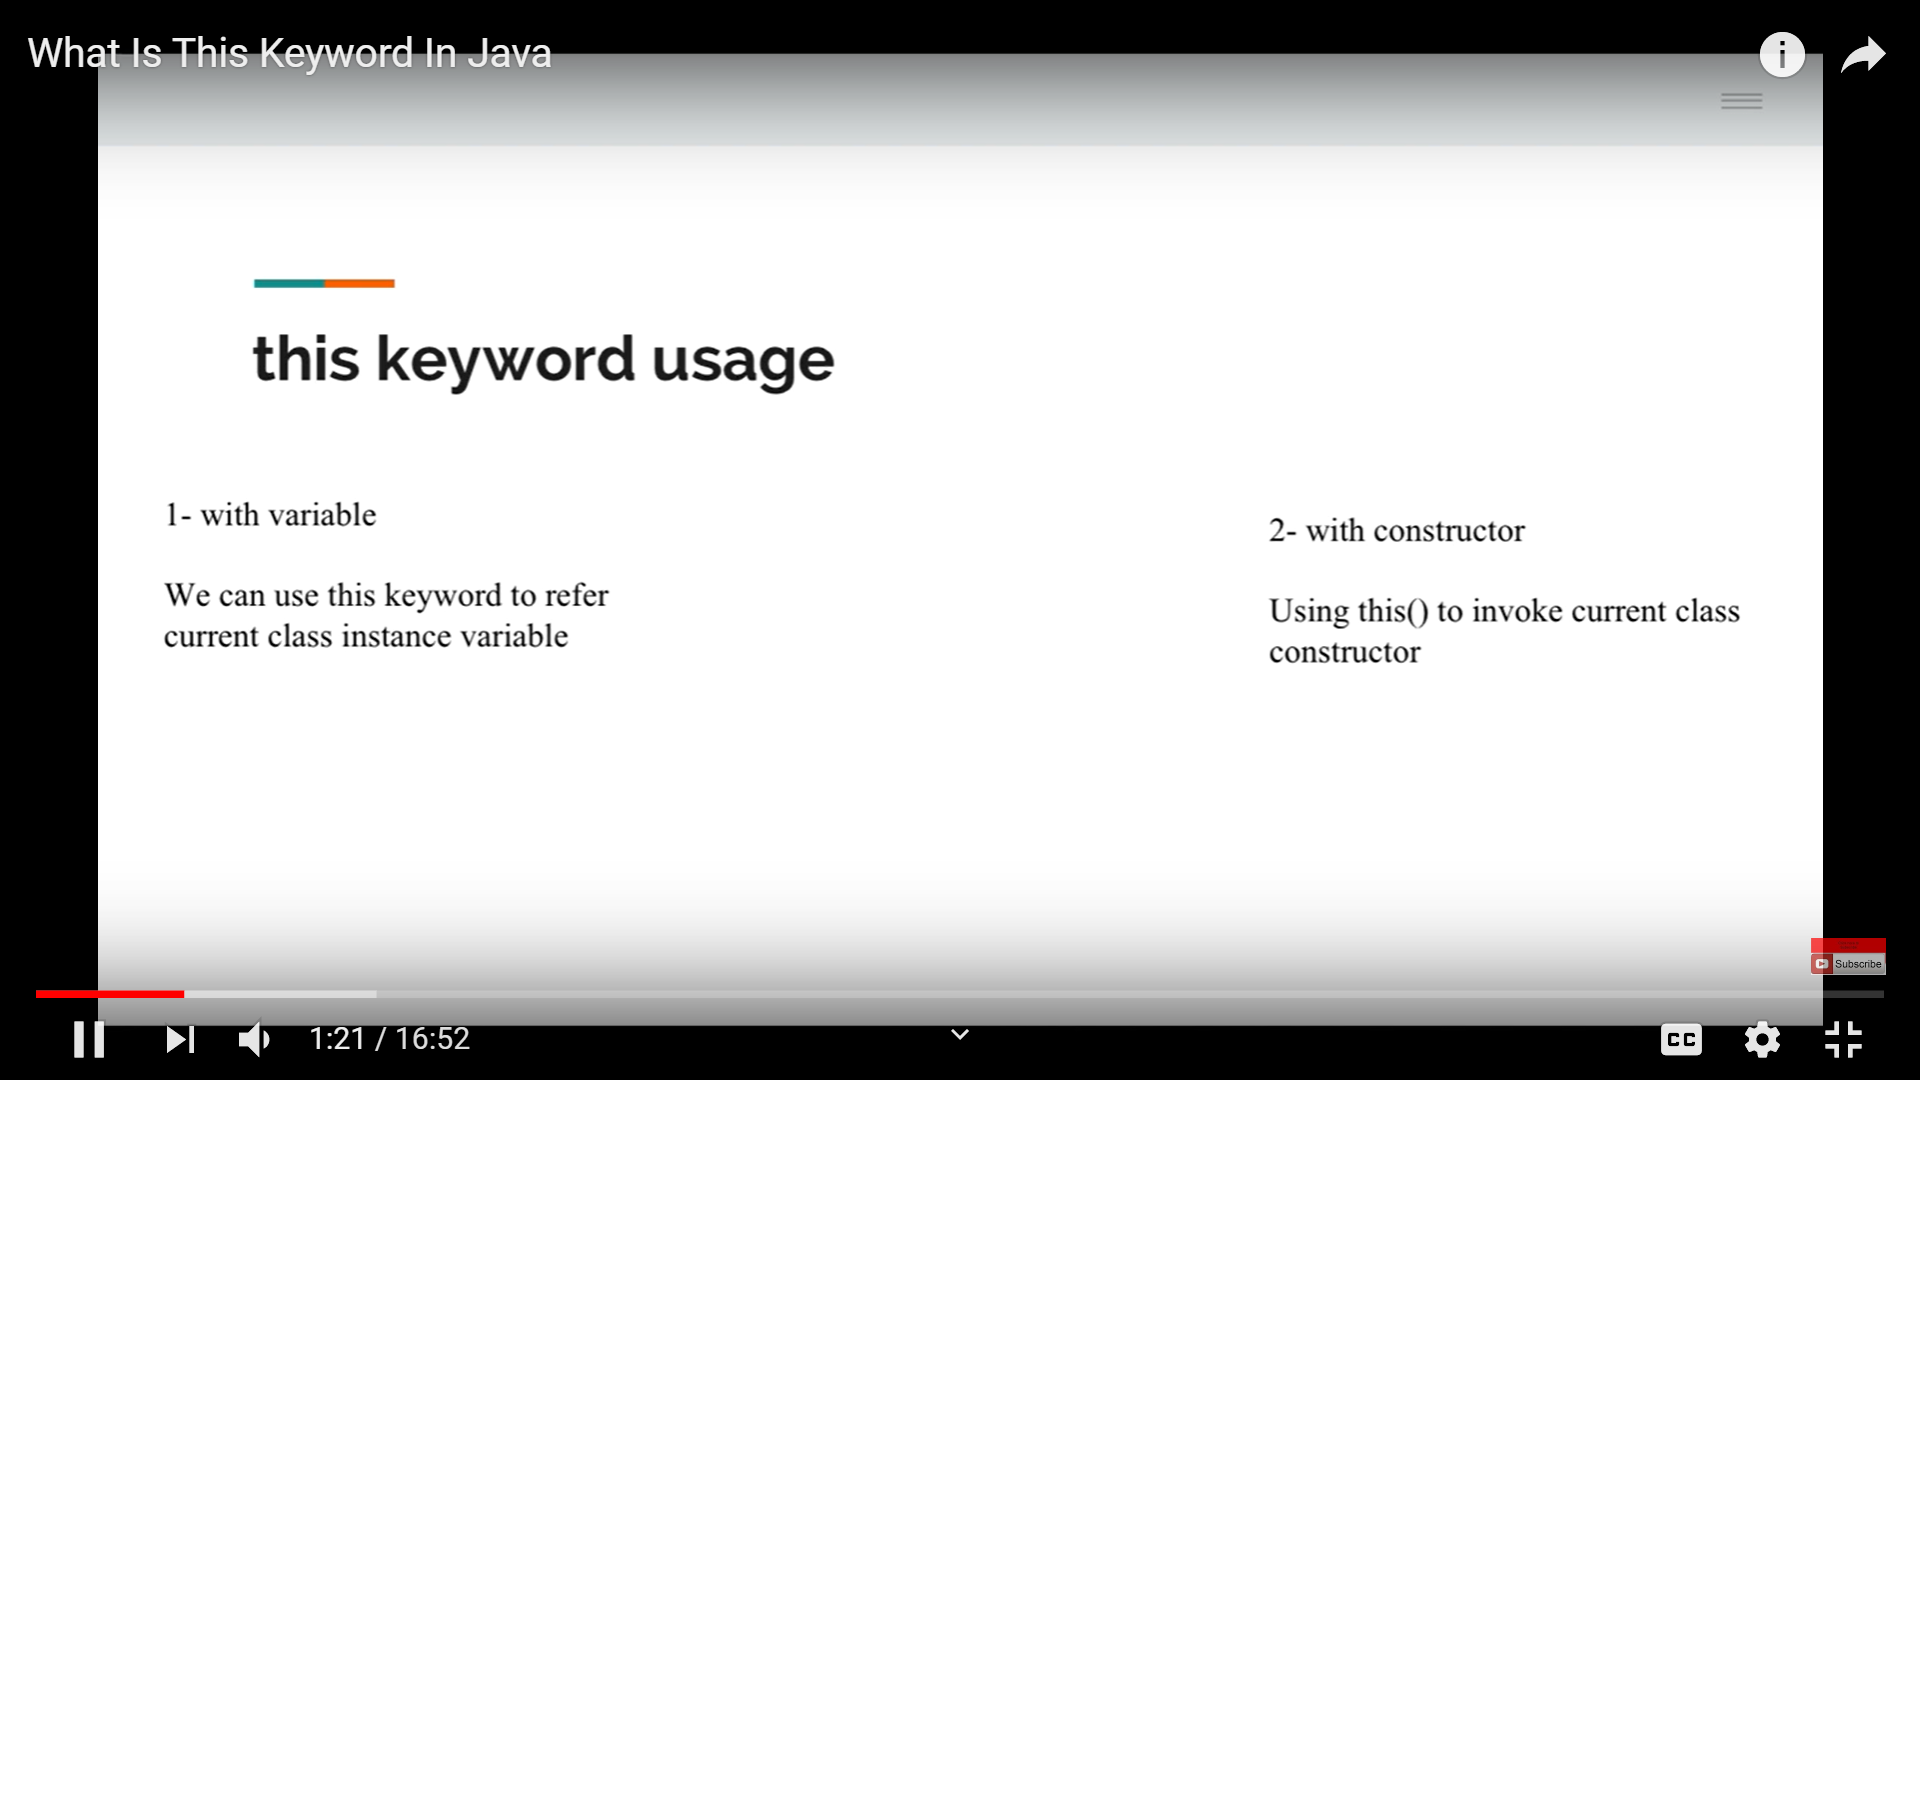 What Is This Keyword In Java
this keyword usage
1- with variable
We can use this keyword to refer
current class instance variable
2- with constructor
Using this() to invoke current class
constructor
Subscribe
1:21 / 16:52
CC